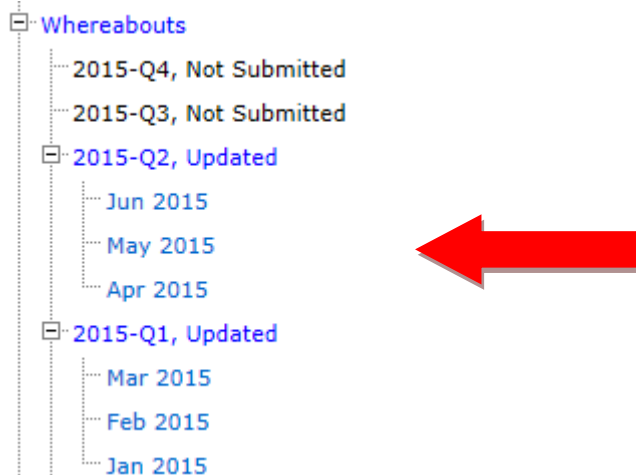 Whereabouts
2015-Q4, Not Submitted
2015-Q3, Not Submitted
2015-Q2, Updated
Jun 2015
May 2015
Apr 2015
2015-Q1, Updated
Mar 2015
Feb 2015
Jan 2015